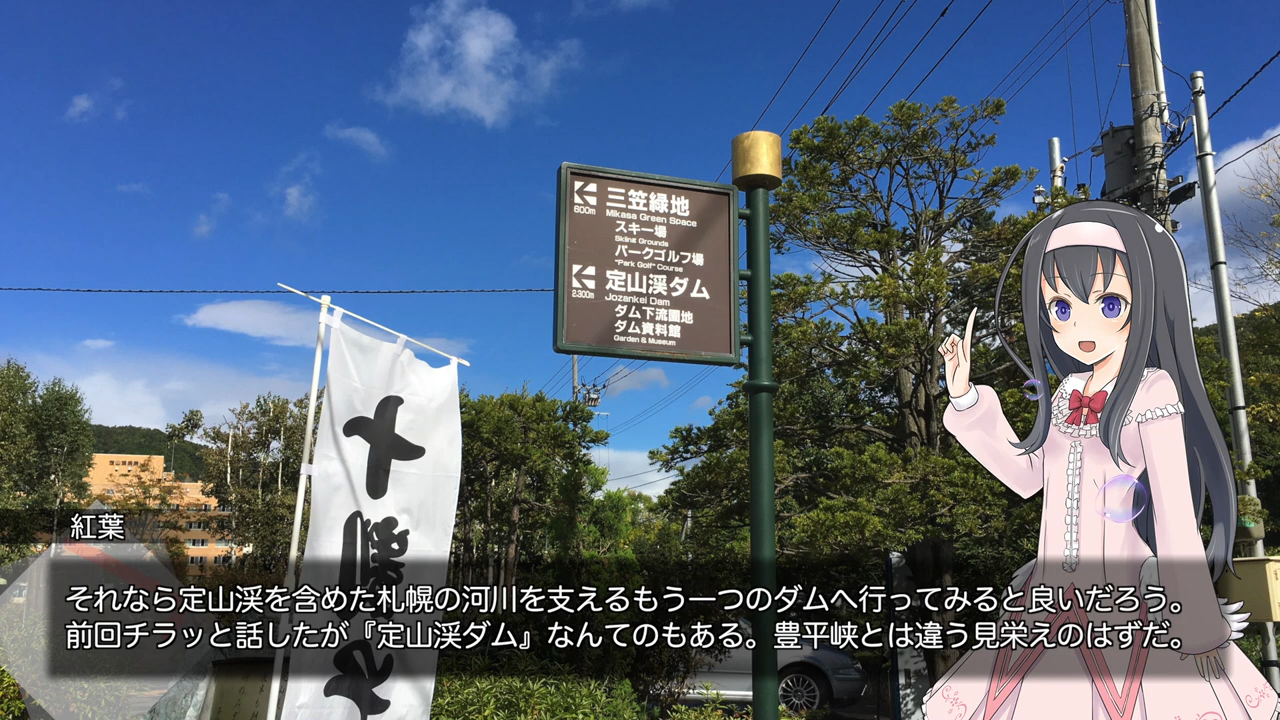 三笠緑地
600m
Mikasa Green Space
スキー場
Skiing Grounds
パークゴルフ場
"Park Golf" Course
定山渓ダム
2,300m
Jozankei Dam
ダム下流園地
ダム資料館
Garden & Museum
紅葉
それなら定山渓を含めた札幌の河川を支えるもう一つのダムへ行ってみると良いだろう。
前回チラッと話したが『定山渓ダム』なんてのもある。豊平峡とは違う見栄えのはずだ。